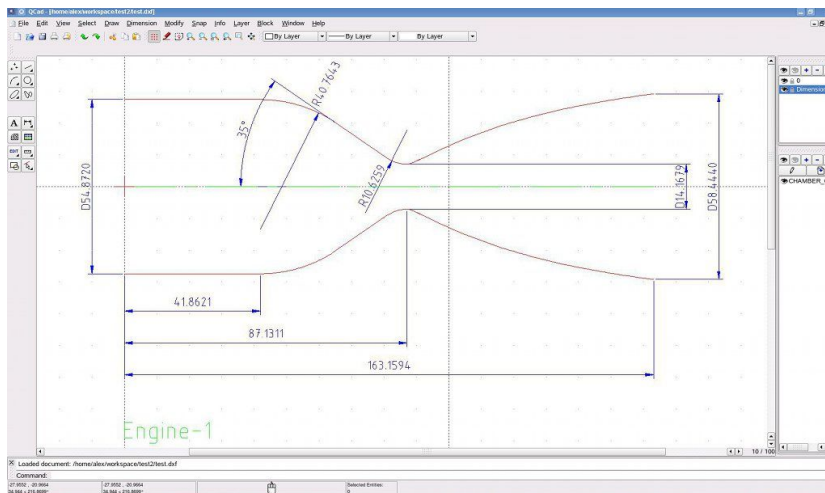 QCad - [/home/alex/workspace/test2/test.dxf]
File Edit View Select Draw Dimension Modify Snap Info Layer Block Window Help
By Layer
By Layer
By Layer
0
Dimension
CHAMBER_
35°
R40.7643
R10.6259
D54.8720
D14.1679
D58.4440
41.8621
87.1311
163.1594
Engine-1
10 / 100
Loaded document: /home/alex/workspace/test2/test.dxf
Command:
Selected Entities:
0